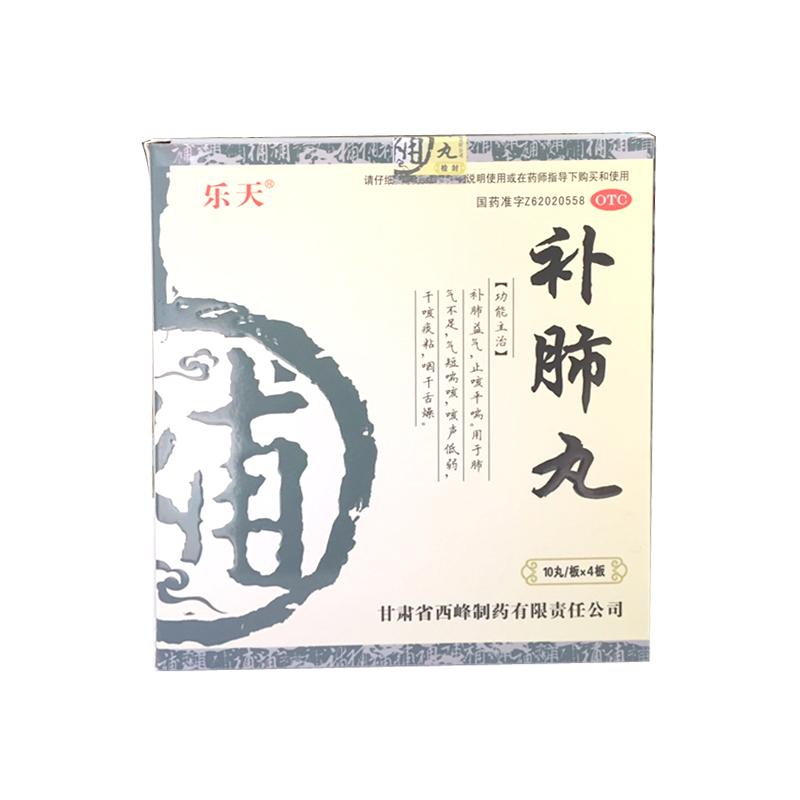 丸
检封
乐天®
请仔细
说明使用或在药师指导下购买和使用
国药准字Z62020558
OTC
补肺丸
【功能主治】
补肺益气，止咳平喘。用于肺
气不足，气短喘咳，咳声低弱，
干咳痰粘，咽干舌燥。
10丸/板×4板
甘肃省西峰制药有限责任公司